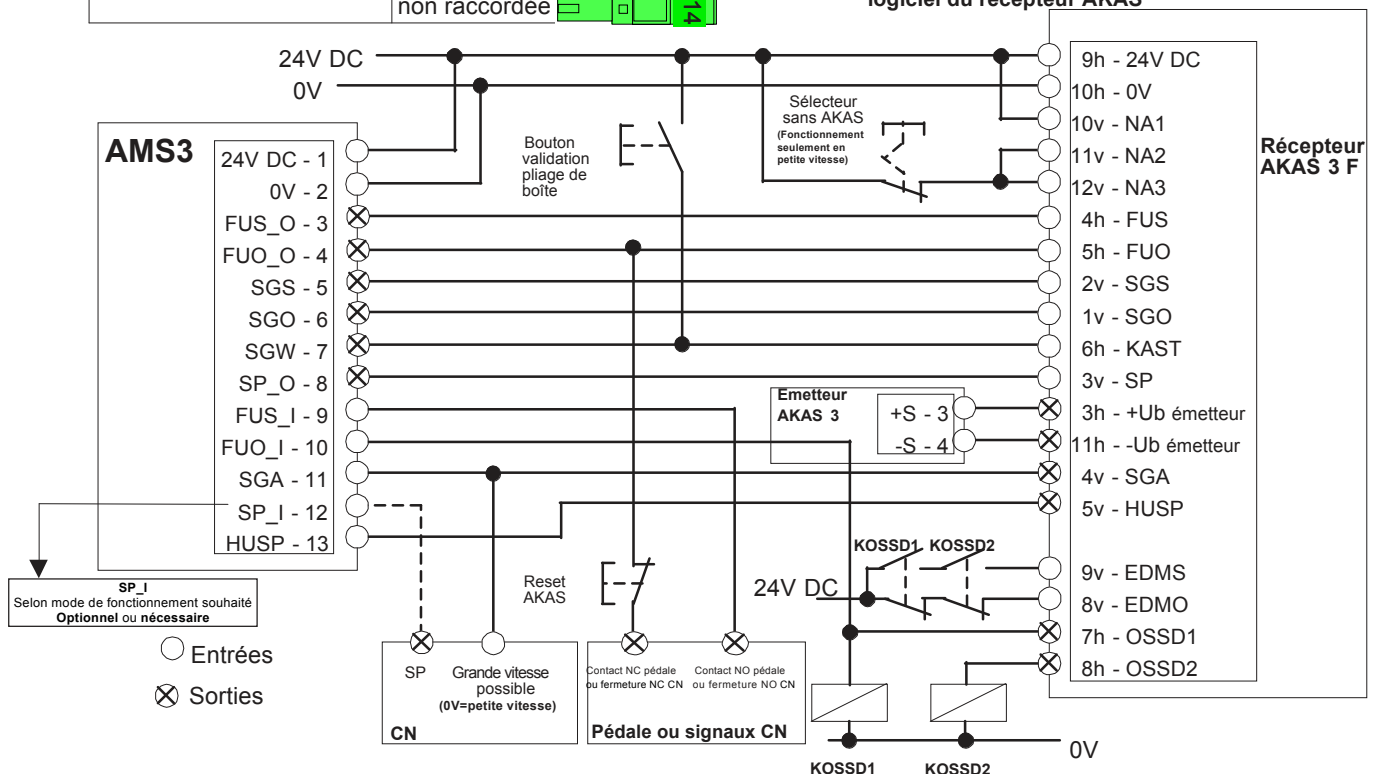 non raccordée
14
logiciel du récepteur AKAS
24V DC
0V
AMS3
24V DC - 1
0V - 2
FUS_O - 3
FUO_O - 4
SGS - 5
SGO - 6
SGW - 7
SP_O - 8
FUS_I - 9
FUO_I - 10
SGA - 11
SP_I - 12
HUSP - 13
SP_I
Selon mode de fonctionnement souhaité
Optionnel ou nécessaire
Entrées
Sorties
Bouton
validation
pliage de
boîte
Sélecteur
sans AKAS
(Fonctionnement
seulement en
petite vitesse)
Emetteur
AKAS 3
+S - 3
-S - 4
Reset
AKAS
SP
Grande vitesse
possible
(0V=petite vitesse)
CN
Contact NC pédale
ou fermeture NC CN
Contact NO pédale
ou fermeture NO CN
Pédale ou signaux CN
KOSSD1 KOSSD2
24V DC
KOSSD1
KOSSD2
0V
9h - 24V DC
10h - 0V
10v - NA1
11v - NA2
12v - NA3
4h - FUS
5h - FUO
2v - SGS
1v - SGO
6h - KAST
3v - SP
3h - +Ub émetteur
11h - -Ub émetteur
4v - SGA
5v - HUSP
9v - EDMS
8v - EDMO
7h - OSSD1
8h - OSSD2
Récepteur
AKAS 3 F